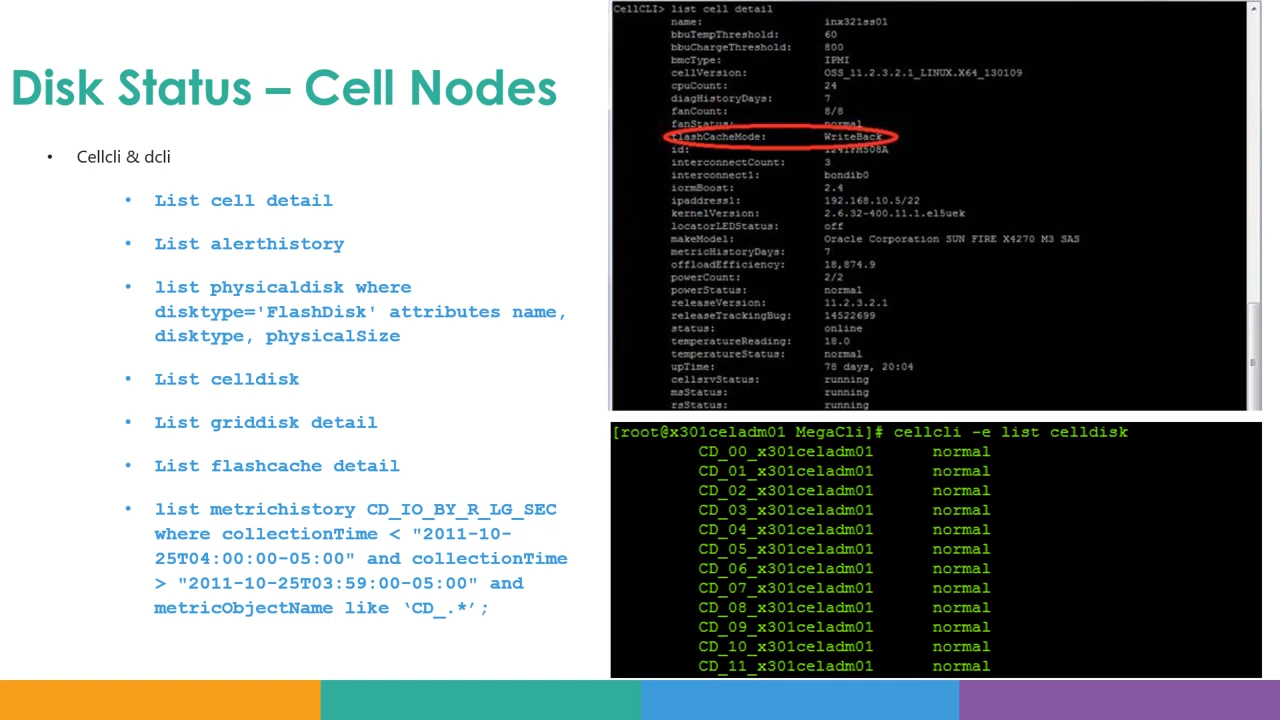 Disk Status – Cell Nodes
• Cellcli & dcli
• List cell detail
• List alerthistory
• list physicaldisk where
disktype='FlashDisk' attributes name,
disktype, physicalSize
• List celldisk
• List griddisk detail
• List flashcache detail
• list metrichistory CD_IO_BY_R_LG_SEC
where collectionTime < "2011-10-
25T04:00:00-05:00" and collectionTime
> "2011-10-25T03:59:00-05:00" and
metricObjectName like ‘CD_.*’;
CellCLI> list cell detail
name: inx321ss01
bbuTempThreshold: 60
bbuChargeThreshold: 800
bmcType: IPMI
cellVersion: OSS_11.2.3.2.1_LINUX.X64_130109
cpuCount: 24
diagHistoryDays: 7
fanCount: 8/8
fanStatus: normal
flashCacheMode: WriteBack
id: 1241FM508A
interconnectCount: 3
interconnect1: bondib0
iormBoost: 2.4
ipaddress1: 192.168.10.5/22
kernelVersion: 2.6.32-400.11.1.el5uek
locatorLEDStatus: off
makeModel: Oracle Corporation SUN FIRE X4270 M3 SAS
metricHistoryDays: 7
offloadEfficiency: 18,874.9
powerCount: 2/2
powerStatus: normal
releaseVersion: 11.2.3.2.1
releaseTrackingBug: 14522699
status: online
temperatureReading: 18.0
temperatureStatus: normal
upTime: 78 days, 20:04
cellsrvStatus: running
msStatus: running
rsStatus: running
[root@x301celadm01 MegaCli]# cellcli -e list celldisk
CD_00_x301celadm01 normal
CD_01_x301celadm01 normal
CD_02_x301celadm01 normal
CD_03_x301celadm01 normal
CD_04_x301celadm01 normal
CD_05_x301celadm01 normal
CD_06_x301celadm01 normal
CD_07_x301celadm01 normal
CD_08_x301celadm01 normal
CD_09_x301celadm01 normal
CD_10_x301celadm01 normal
CD_11_x301celadm01 normal